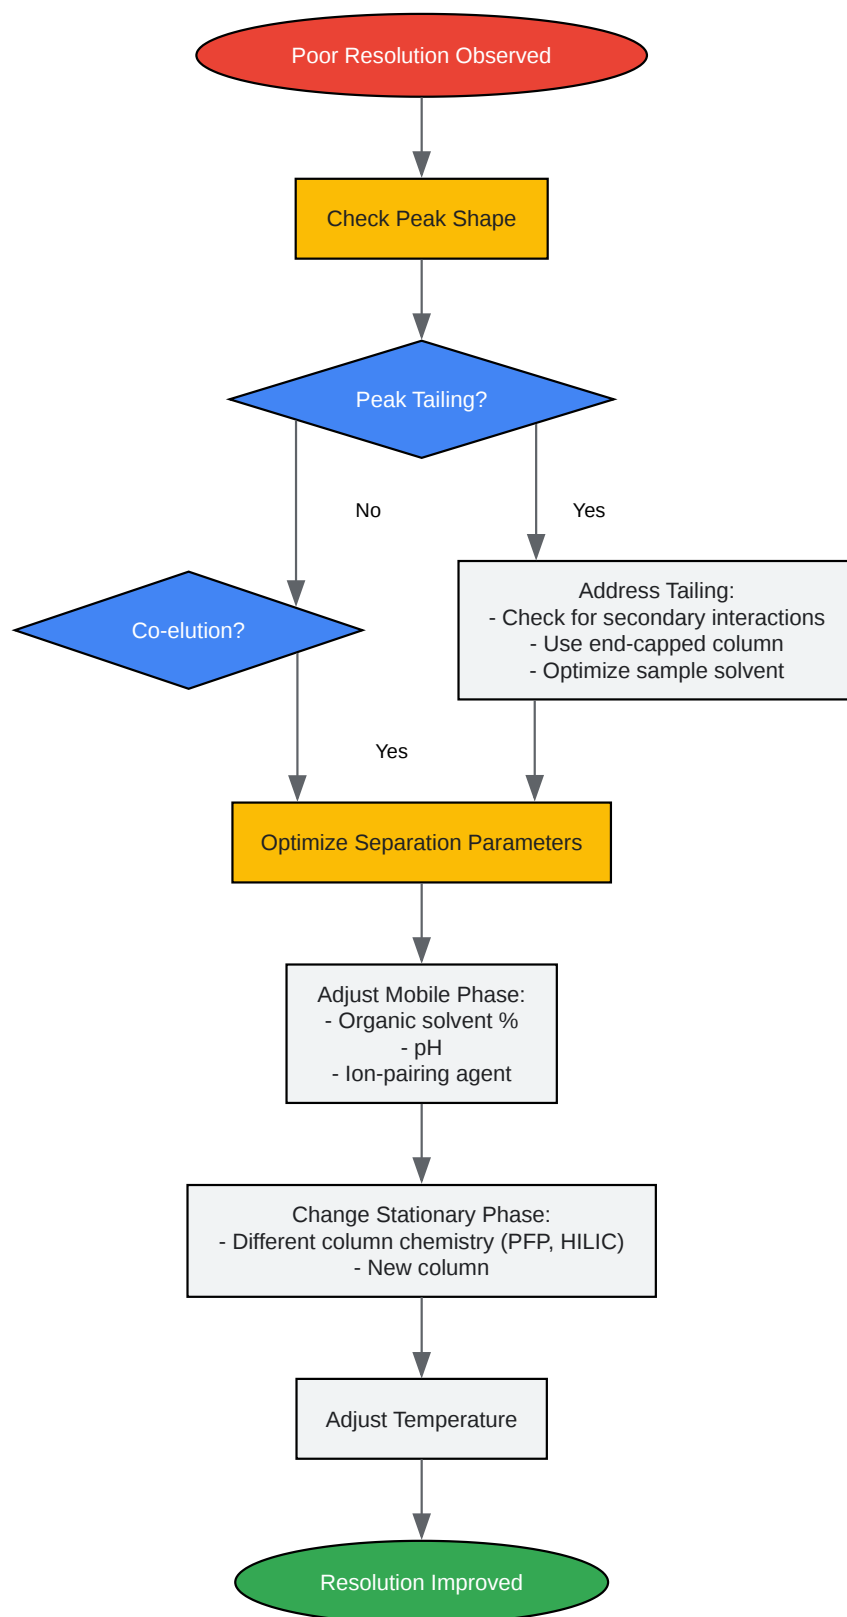 Poor Resolution Observed
Check Peak Shape
Peak Tailing?
No
Yes
Address Tailing:
- Check for secondary interactions
- Use end-capped column
- Optimize sample solvent
Co-elution?
Yes
Optimize Separation Parameters
Adjust Mobile Phase:
- Organic solvent %
- pH
- Ion-pairing agent
Change Stationary Phase:
- Different column chemistry (PFP, HILIC)
- New column
Adjust Temperature
Resolution Improved